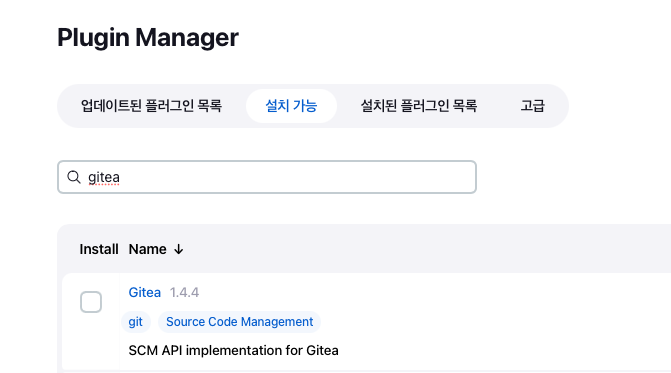 Plugin Manager
업데이트된 플러그인 목록 설치 가능 설치된 플러그인 목록 고급
gitea
Install Name ↓
Gitea 1.4.4
git Source Code Management
SCM API implementation for Gitea